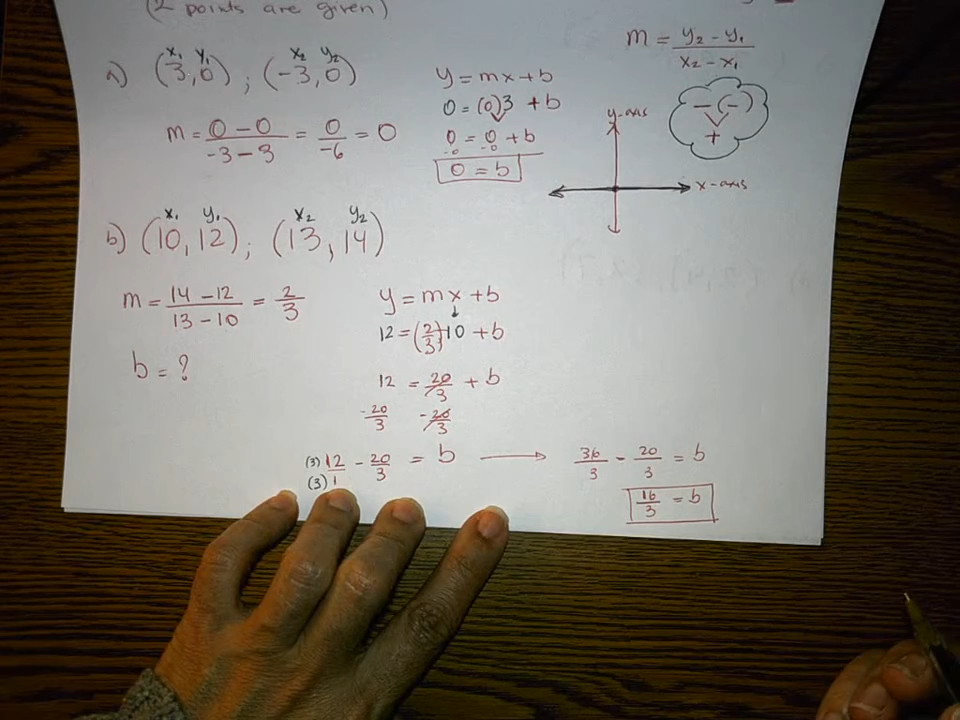 (2 points are given)
m = y₂ - y₁ / x₂ - x₁
x₁ y₁ x₂ y₂
a) (3, 0) ; (-3, 0)
m = 0 - 0 / -3 - 3 = 0 / -6 = 0
y = mx + b
0 = (0)3 + b
0 = 0 + b
-0 -0
0 = b
y-axis
x-axis
- (-)
+
x₁ y₁ x₂ y₂
b) (10, 12) ; (13, 14)
m = 14 - 12 / 13 - 10 = 2 / 3
b = ?
y = mx + b
12 = (2/3)10 + b
12 = 20/3 + b
-20/3 -20/3
(3) 12 / (3) 1 - 20/3 = b → 36/3 - 20/3 = b
16/3 = b